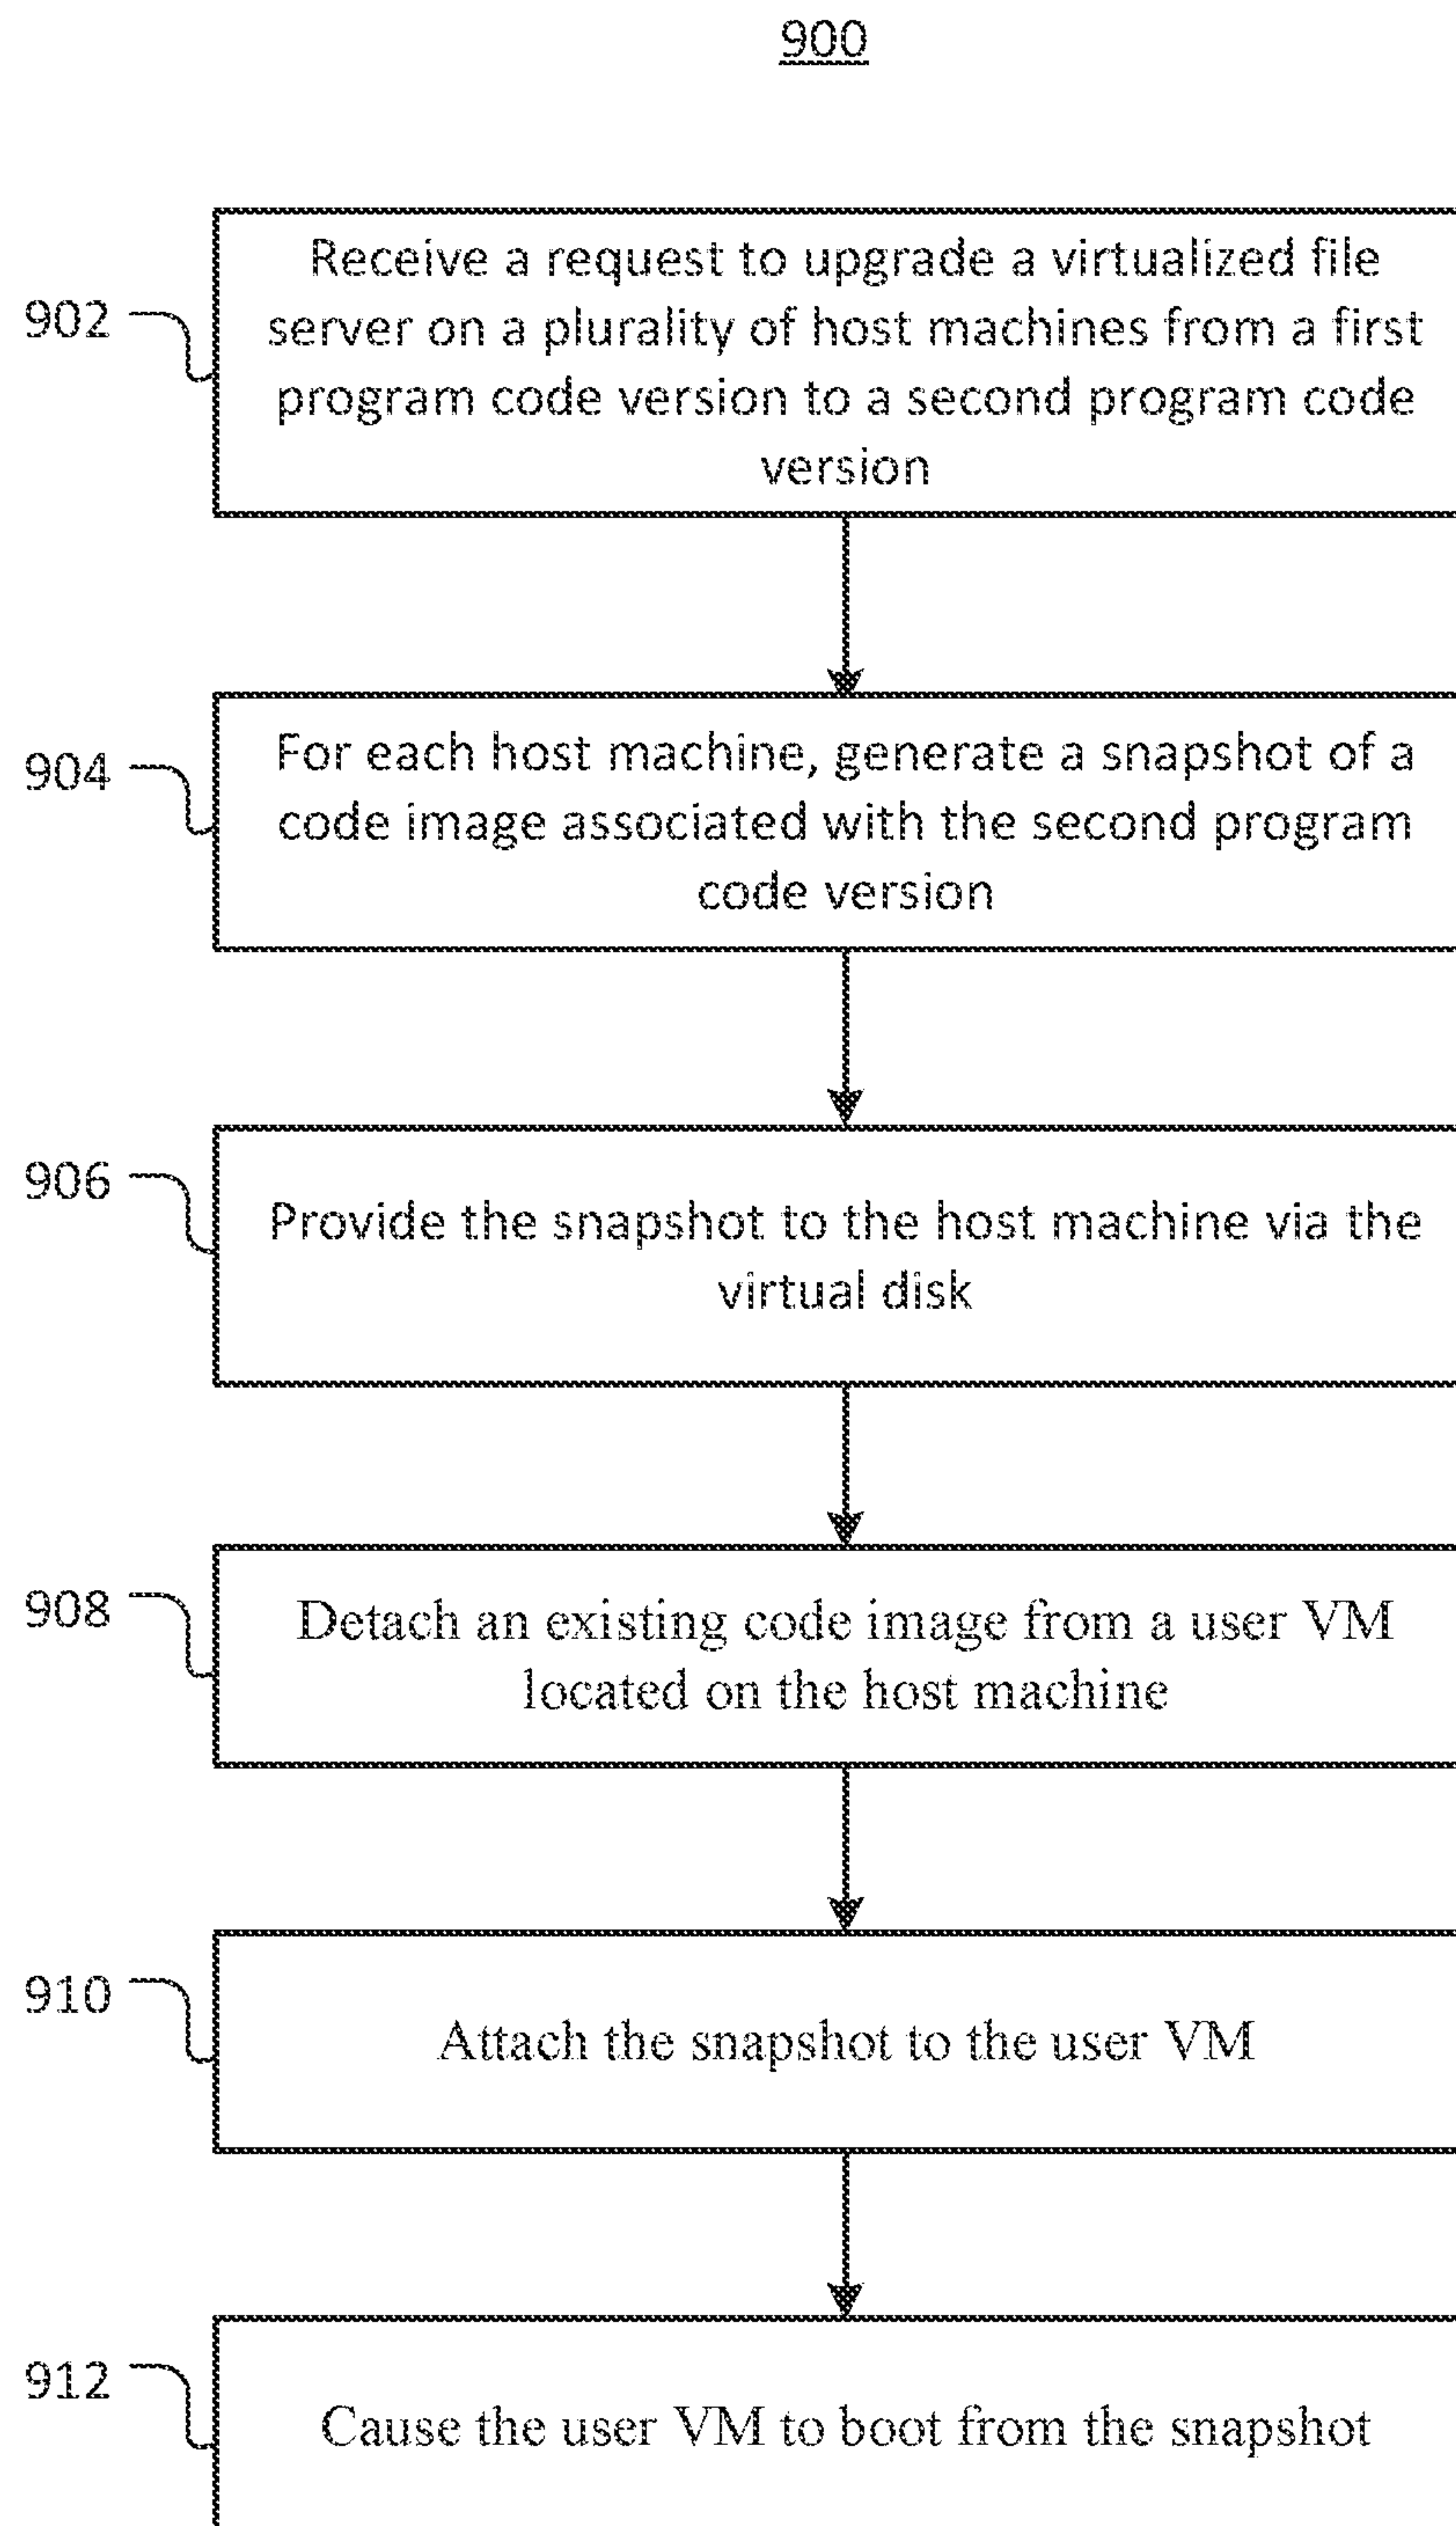 900
Receive a request to upgrade a virtualized file
server on a plurality of host machines from a first
program code version to a second program code
version
902
For each host machine, generate a snapshot of a
code image associated with the second program
code version
904
Provide the snapshot to the host machine via the
virtual disk
906
Detach an existing code image from a user VM
located on the host machine
908
Attach the snapshot to the user VM
910
Cause the user VM to boot from the snapshot
912